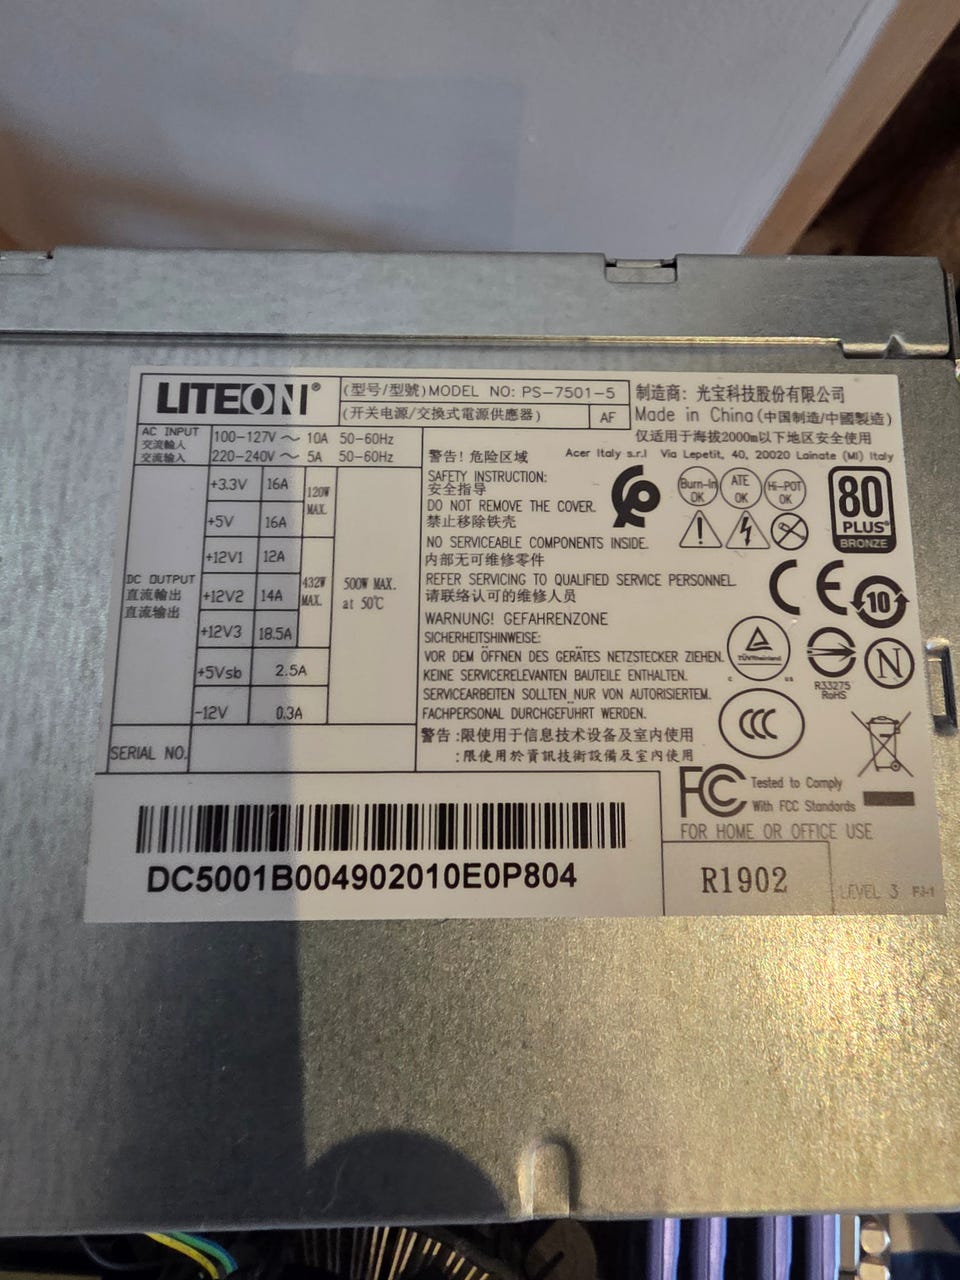 LITEON®
(型号/型號)MODEL NO: PS-7501-5
(开关电源/交換式電源供應器)
AF
制造商: 光宝科技股份有限公司
Made in China(中国制造/中國製造)
仅适用于海拔2000m以下地区安全使用
AC INPUT
交流輸入
交流输入
100-127V ～ 10A 50-60Hz
220-240V ～ 5A 50-60Hz
DC OUTPUT
直流輸出
直流输出
+3.3V 16A
+5V 16A
120W MAX.
+12V1 12A
+12V2 14A
+12V3 18.5A
432W MAX.
+5Vsb 2.5A
-12V 0.3A
500W MAX.
at 50℃
SERIAL NO.
警告! 危险区域
Acer Italy s.r.l Via Lepetit, 40, 20020 Lainate (MI) Italy
SAFETY INSTRUCTION:
安全指导
DO NOT REMOVE THE COVER.
禁止移除铁壳
NO SERVICEABLE COMPONENTS INSIDE.
内部无可维修零件
REFER SERVICING TO QUALIFIED SERVICE PERSONNEL.
请联络认可的维修人员
WARNUNG! GEFAHRENZONE
SICHERHEITSHINWEISE:
VOR DEM ÖFFNEN DES GERÄTES NETZSTECKER ZIEHEN.
KEINE SERVICERELEVANTEN BAUTEILE ENTHALTEN.
SERVICEARBEITEN SOLLTEN NUR VON AUTORISIERTEM.
FACHPERSONAL DURCHGEFÜHRT WERDEN.
警告:限使用于信息技术设备及室内使用
:限使用於資訊技術設備及室內使用
Burn-In OK
ATE OK
Hi-POT OK
80 PLUS® BRONZE
CE
10
TÜVRheinland
c us
R33275
RoHS
N
CCC
FC Tested to Comply
With FCC Standards
FOR HOME OR OFFICE USE
DC5001B004902010E0P804
R1902
LEVEL 3 FJ-1